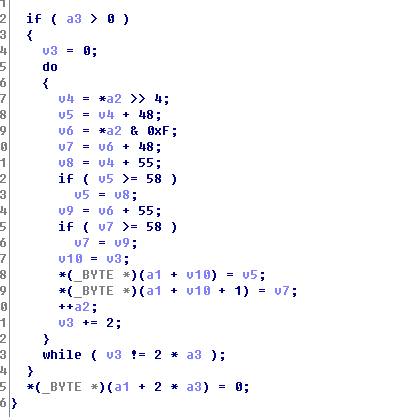 1
2 if ( a3 > 0 )
3 {
4 v3 = 0;
5 do
6 {
7 v4 = *a2 >> 4;
8 v5 = v4 + 48;
9 v6 = *a2 & 0xF;
0 v7 = v6 + 48;
1 v8 = v4 + 55;
2 if ( v5 >= 58 )
3 v5 = v8;
4 v9 = v6 + 55;
5 if ( v7 >= 58 )
6 v7 = v9;
7 v10 = v3;
8 *(_BYTE *)(a1 + v10) = v5;
9 *(_BYTE *)(a1 + v10 + 1) = v7;
0 ++a2;
1 v3 += 2;
2 }
3 while ( v3 != 2 * a3 );
4 }
5 *(_BYTE *)(a1 + 2 * a3) = 0;
6 }